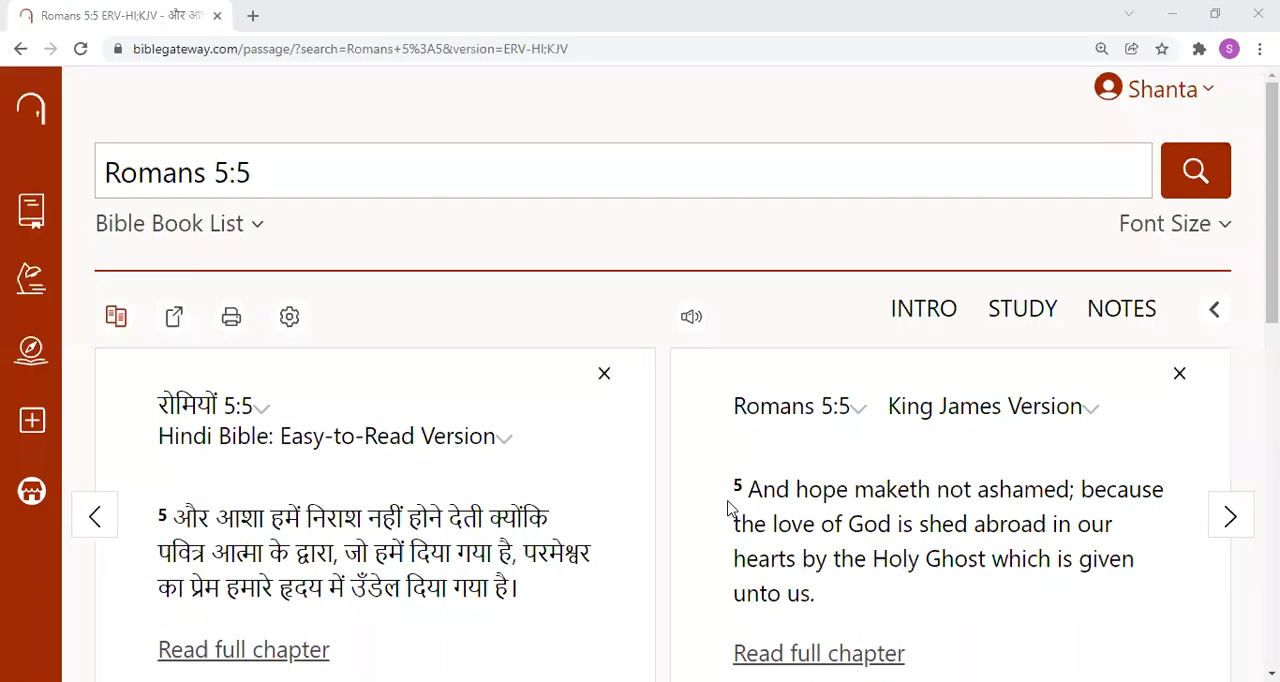 Romans 5:5 ERV-HI;KJV - और आ
biblegateway.com/passage/?search=Romans+5%3A5&version=ERV-HI;KJV
S
Shanta
Romans 5:5
Bible Book List
Font Size
INTRO STUDY NOTES
रोमियों 5:5
Hindi Bible: Easy-to-Read Version
5 और आशा हमें निराश नहीं होने देती क्योंकि
पवित्र आत्मा के द्वारा, जो हमें दिया गया है, परमेश्वर
का प्रेम हमारे हृदय में उँडेल दिया गया है।
Read full chapter
Romans 5:5 King James Version
5 And hope maketh not ashamed; because
the love of God is shed abroad in our
hearts by the Holy Ghost which is given
unto us.
Read full chapter